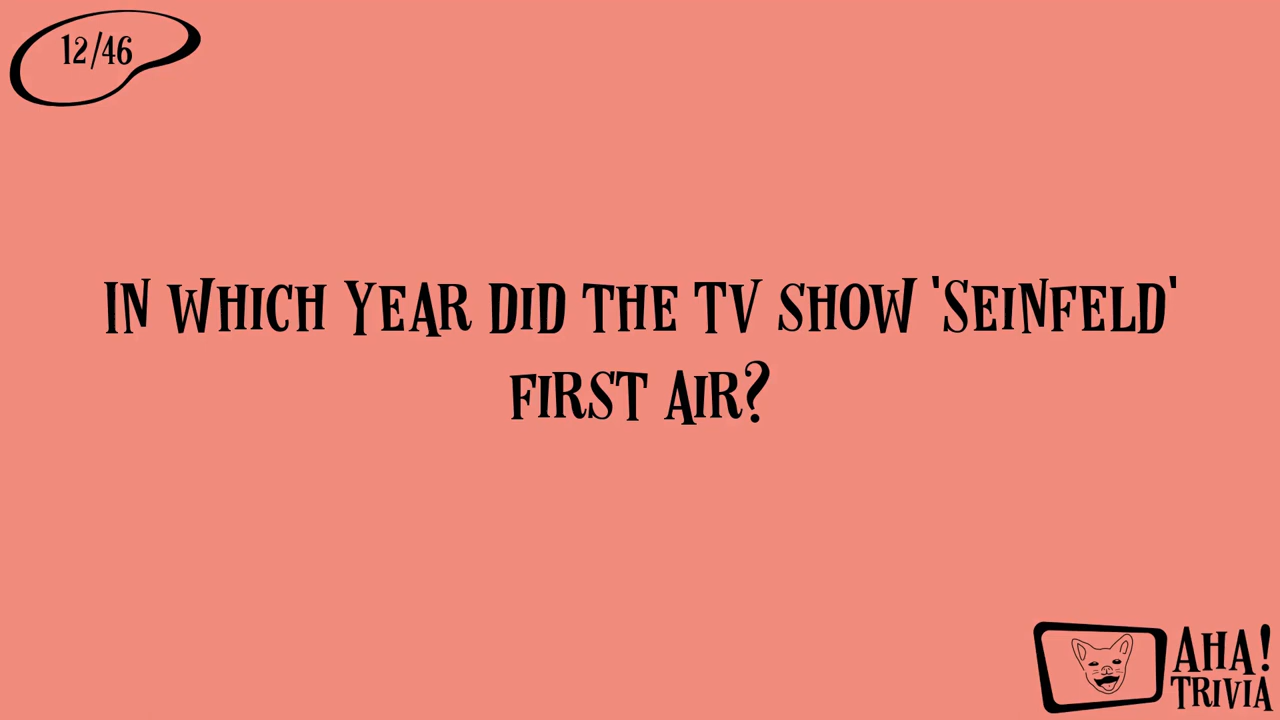 12/46
IN WHICH YEAR DID THE TV SHOW 'SEINFELD'
FIRST AIR?
AHA!
TRIVIA